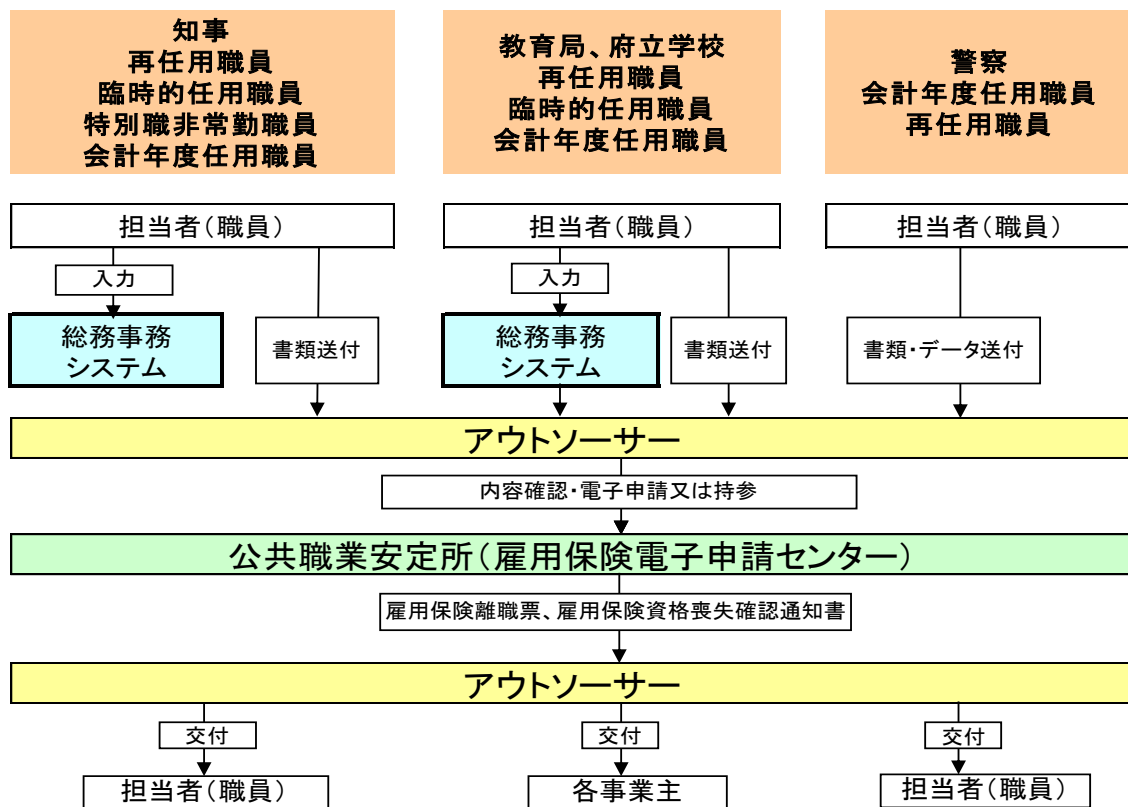 知事
再任用職員
臨時的任用職員
特別職非常勤職員
会計年度任用職員
教育局、府立学校
再任用職員
臨時的任用職員
会計年度任用職員
警察
会計年度任用職員
再任用職員
担当者(職員)
担当者(職員)
担当者(職員)
入力
入力
総務事務
システム
書類送付
総務事務
システム
書類送付
書類・データ送付
アウトソーサー
内容確認・電子申請又は持参
公共職業安定所(雇用保険電子申請センター)
雇用保険離職票、雇用保険資格喪失確認通知書
アウトソーサー
交付
交付
交付
担当者(職員)
各事業主
担当者(職員)